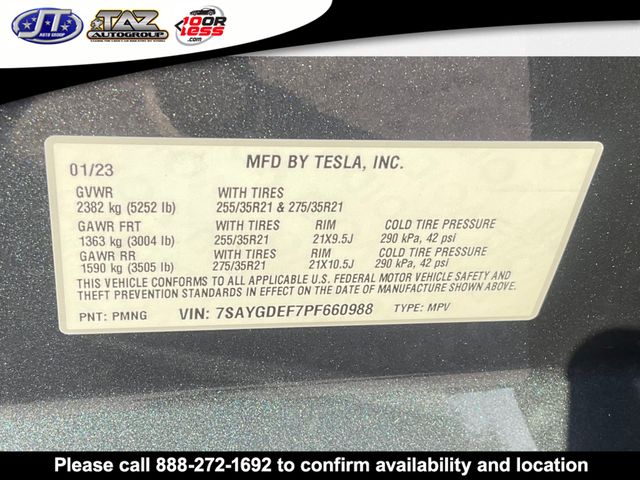 JT AUTO GROUP TAZ AUTOGROUP 10 OR LESS .COM
01/23 MFD BY TESLA, INC.
GVWR WITH TIRES
2382 kg (5252 lb) 255/35R21 & 275/35R21
GAWR FRT WITH TIRES RIM COLD TIRE PRESSURE
1363 kg (3004 lb) 255/35R21 21X9.5J 290 kPa, 42 psi
GAWR RR WITH TIRES RIM COLD TIRE PRESSURE
1590 kg (3505 lb) 275/35R21 21X10.5J 290 kPa, 42 psi
THIS VEHICLE CONFORMS TO ALL APPLICABLE U.S. FEDERAL MOTOR VEHICLE SAFETY AND
THEFT PREVENTION STANDARDS IN EFFECT ON THE DATE OF MANUFACTURE SHOWN ABOVE.
PNT: PMNG VIN: 7SAYGDEF7PF660988 TYPE: MPV
Please call 888-272-1692 to confirm availability and location